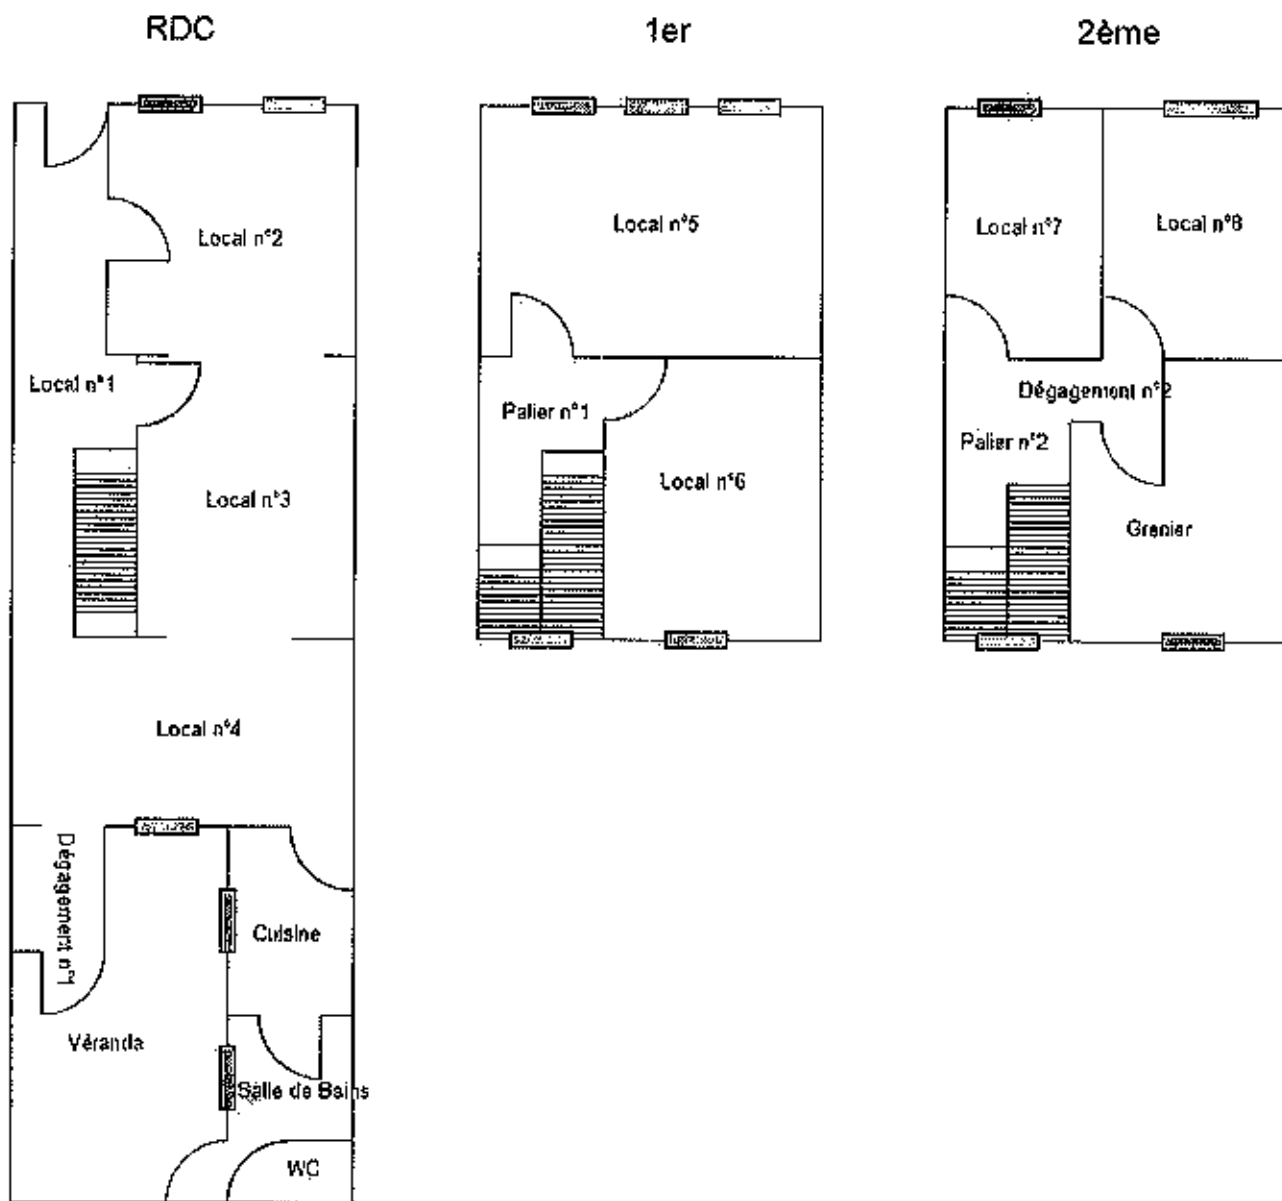 RDC
1er
2ème
Local n°2
Local n°1
Local n°3
Local n°4
Dégagement n°1
Cuisine
Véranda
Salle de Bains
WC
Local n°5
Palier n°1
Local n°6
Local n°7
Local n°8
Dégagement n°2
Palier n°2
Grenier